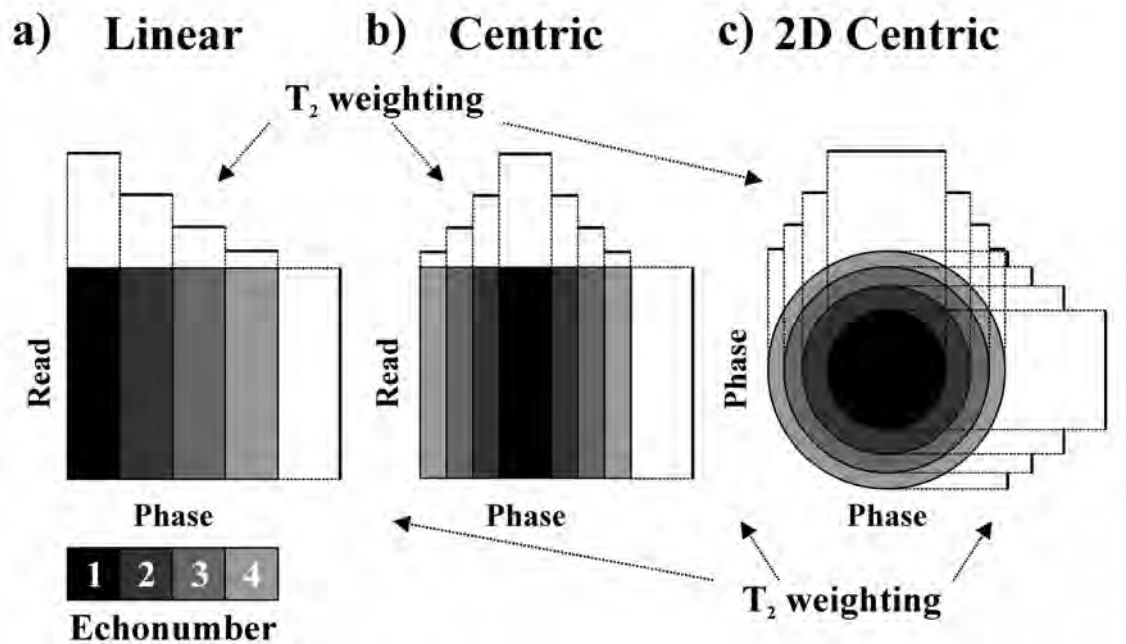 a) Linear
b) Centric
c) 2D Centric
T₂ weighting
Read
Read
Phase
Phase
Phase
Phase
1 2 3 4
Echonumber
T₂ weighting